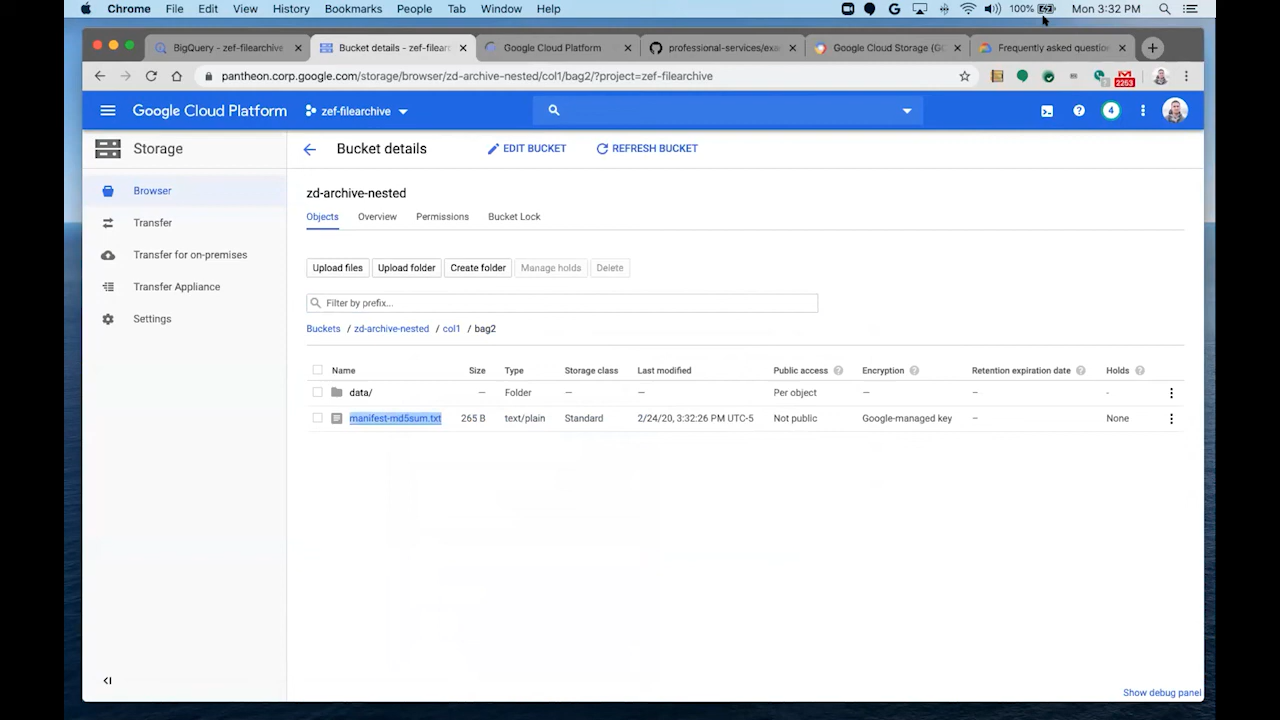 Chrome File Edit View History Bookmarks People Tab Window Help 100% Mon 3:32 PM
BigQuery - zef-filearchive Bucket details - zef-filearc Google Cloud Platform professional-services/exa Google Cloud Storage (GC Frequently asked questio
pantheon.corp.google.com/storage/browser/zd-archive-nested/col1/bag2/?project=zef-filearchive 2263
Google Cloud Platform zef-filearchive 4
Storage Bucket details EDIT BUCKET REFRESH BUCKET
Browser
Transfer
Transfer for on-premises
Transfer Appliance
Settings
zd-archive-nested
Objects Overview Permissions Bucket Lock
Upload files Upload folder Create folder Manage holds Delete
Filter by prefix...
Buckets / zd-archive-nested / col1 / bag2
Name Size Type Storage class Last modified Public access Encryption Retention expiration date Holds
data/ — Folder — — Per object — – -
manifest-md5sum.txt 265 B text/plain Standard 2/24/20, 3:32:26 PM UTC-5 Not public Google-managed key – None
Show debug panel